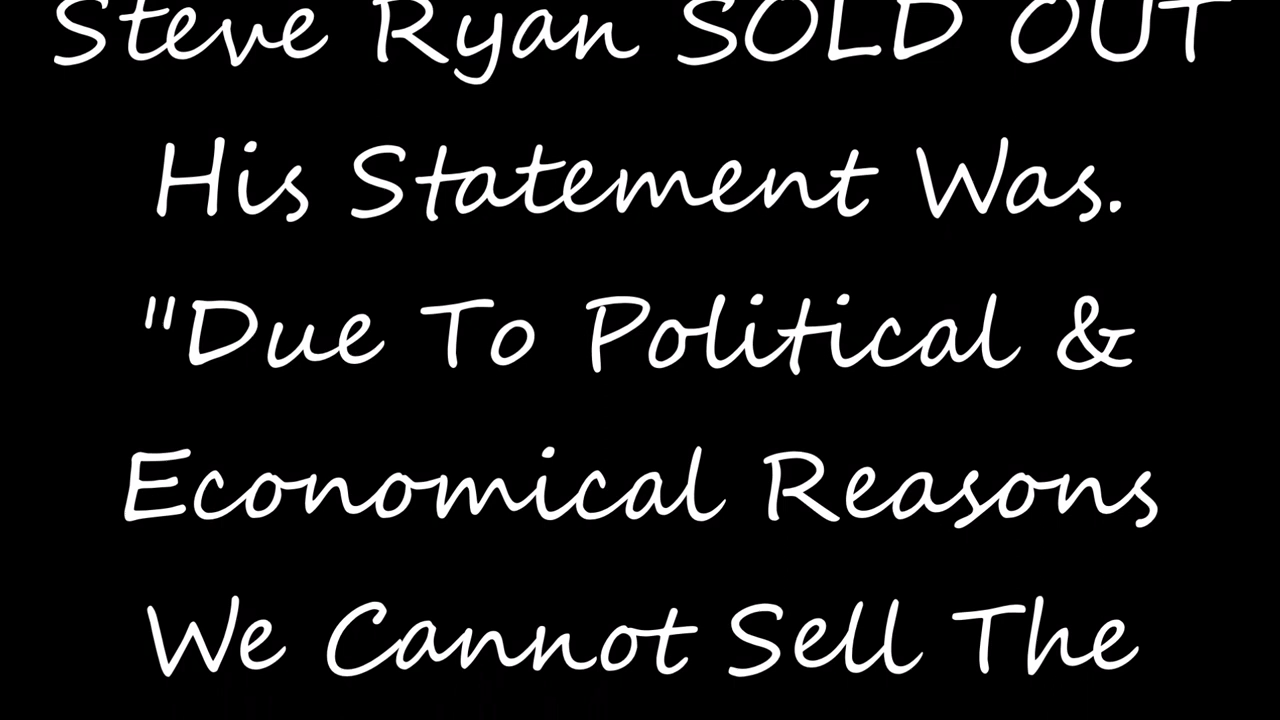 Steve Ryan SOLD OUT
His Statement Was.
"Due To Political &
Economical Reasons
We Cannot Sell The